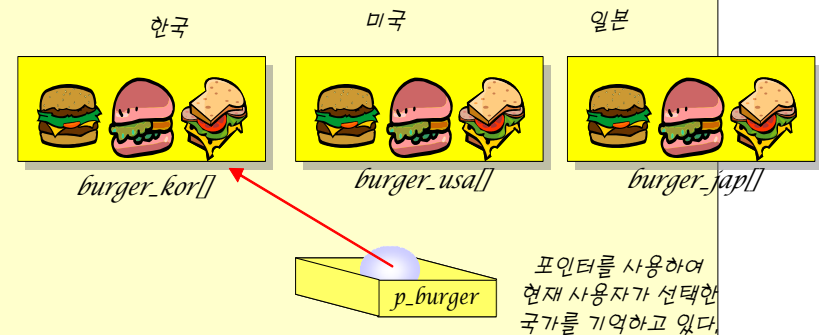 한국
미국
일본
burger_kor[]
burger_usa[]
burger_jap[]
p_burger
포인터를 사용하여
현재 사용자가 선택한
국가를 기억하고 있다.